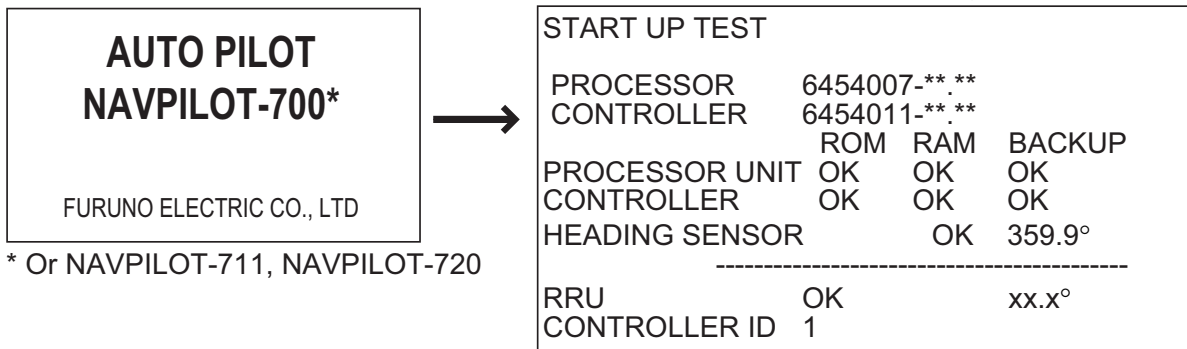 AUTO PILOT
NAVPILOT-700*
FURUNO ELECTRIC CO., LTD
* Or NAVPILOT-711, NAVPILOT-720
START UP TEST
PROCESSOR 6454007-**.**
CONTROLLER 6454011-**.**
ROM RAM BACKUP
PROCESSOR UNIT OK OK OK
CONTROLLER OK OK OK
HEADING SENSOR OK 359.9°
-------------------------------------------
RRU OK xx.x°
CONTROLLER ID 1